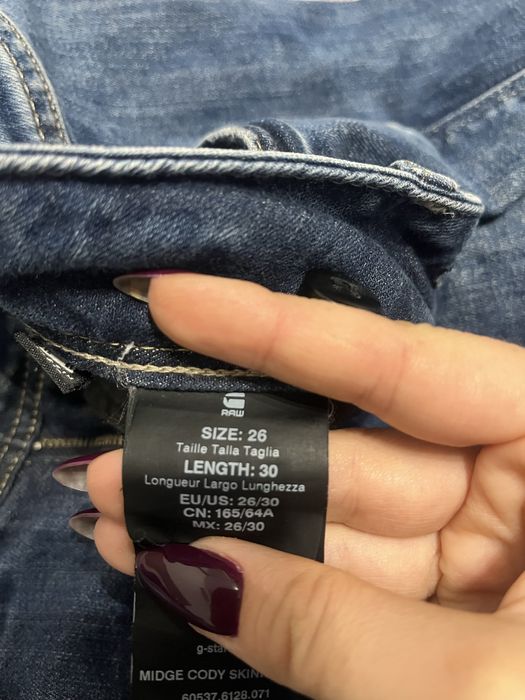 RAW
SIZE: 26
Taille Talla Taglia
LENGTH: 30
Longueur Largo Lunghezza
EU/US: 26/30
CN: 165/64A
MX: 26/30
MIDGE CODY
60537.6128.071